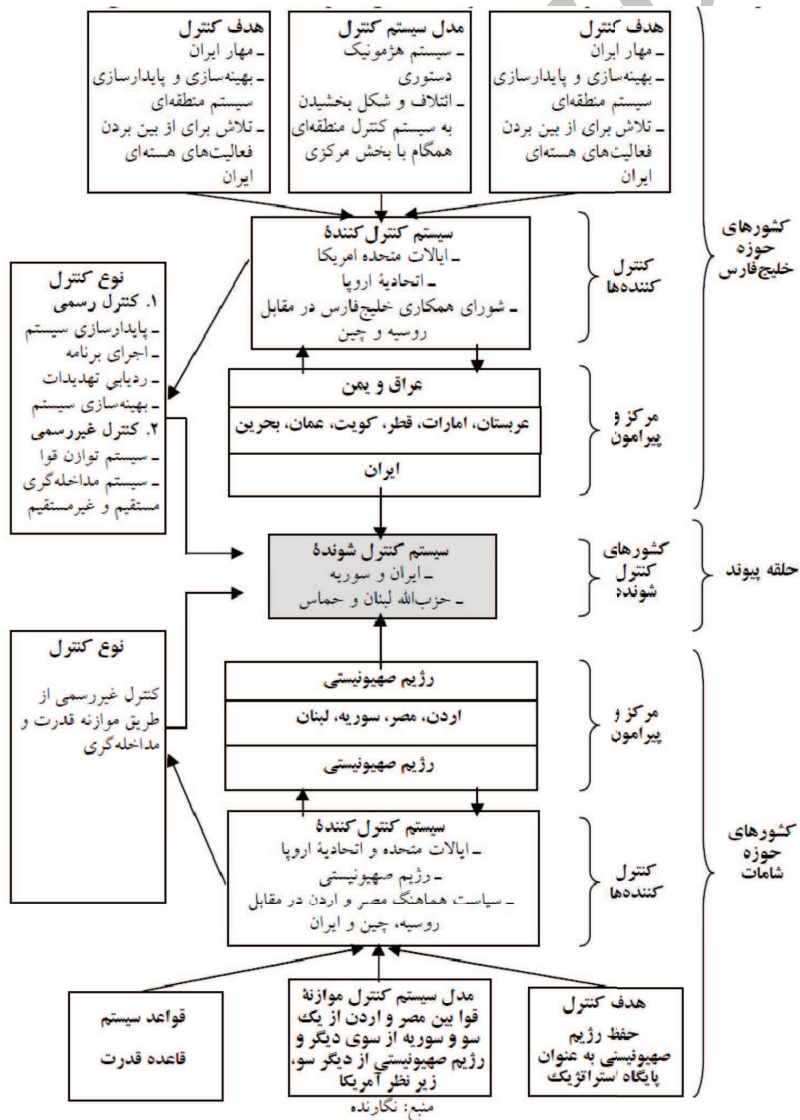 هدف کنترل
ـ مهار ایران
ـ بهینه‌سازی و پایدارسازی
سیستم منطقه‌ای
ـ تلاش برای از بین بردن
فعالیت‌های هسته‌ای
ایران
مدل سیستم کنترل
ـ سیستم هژمونیک
دستوری
ـ ائتلاف و شکل بخشیدن
به سیستم کنترل منطقه‌ای
همگام با بخش مرکزی
هدف کنترل
ـ مهار ایران
ـ بهینه‌سازی و پایدارسازی
سیستم منطقه‌ای
ـ تلاش برای از بین بردن
فعالیت‌های هسته‌ای
ایران
کشورهای
حوزه
خلیج‌فارس
کنترل
کننده‌ها
سیستم کنترل‌کنندۀ
ـ ایالات متحده امریکا
ـ اتحادیۀ اروپا
ـ شورای همکاری خلیج‌فارس در مقابل
روسیه و چین
نوع کنترل
۱. کنترل رسمی
ـ پایدارسازی سیستم
ـ اجرای برنامه
ـ ردیابی تهدیدات
ـ بهینه‌سازی سیستم
۲. کنترل غیررسمی
ـ سیستم توازن قوا
ـ سیستم مداخله‌گری
مستقیم و غیرمستقیم
مرکز و
پیرامون
عراق و یمن
عربستان، امارات، قطر، کویت، عمان، بحرین
ایران
حلقه پیوند
کشورهای
کنترل
شونده
سیستم کنترل شوندۀ
ـ ایران و سوریه
ـ حزب‌الله لبنان و حماس
مرکز و
پیرامون
رژیم صهیونیستی
اردن، مصر، سوریه، لبنان
رژیم صهیونیستی
نوع کنترل
کنترل غیررسمی از
طریق موازنه قدرت و
مداخله‌گری
کشورهای
حوزه
شامات
کنترل
کننده‌ها
سیستم کنترل‌کنندۀ
ـ ایالات متحده و اتحادیۀ اروپا
ـ رژیم صهیونیستی
ـ سیاست هماهنگ مصر و اردن در مقابل
روسیه، چین و ایران
هدف کنترل
حفظ رژیم
صهیونیستی به عنوان
پایگاه استراتژیک
مدل سیستم کنترل موازنۀ
قوا بین مصر و اردن از یک
سو و سوریه از سوی دیگر و
رژیم صهیونیستی از دیگر سو،
زیر نظر آمریکا
قواعد سیستم
قاعده قدرت
منبع: نگارنده